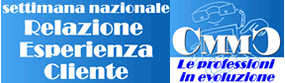 settimana nazionale
Relazione
Esperienza
Cliente
CMMC
Le professioni
in evoluzione